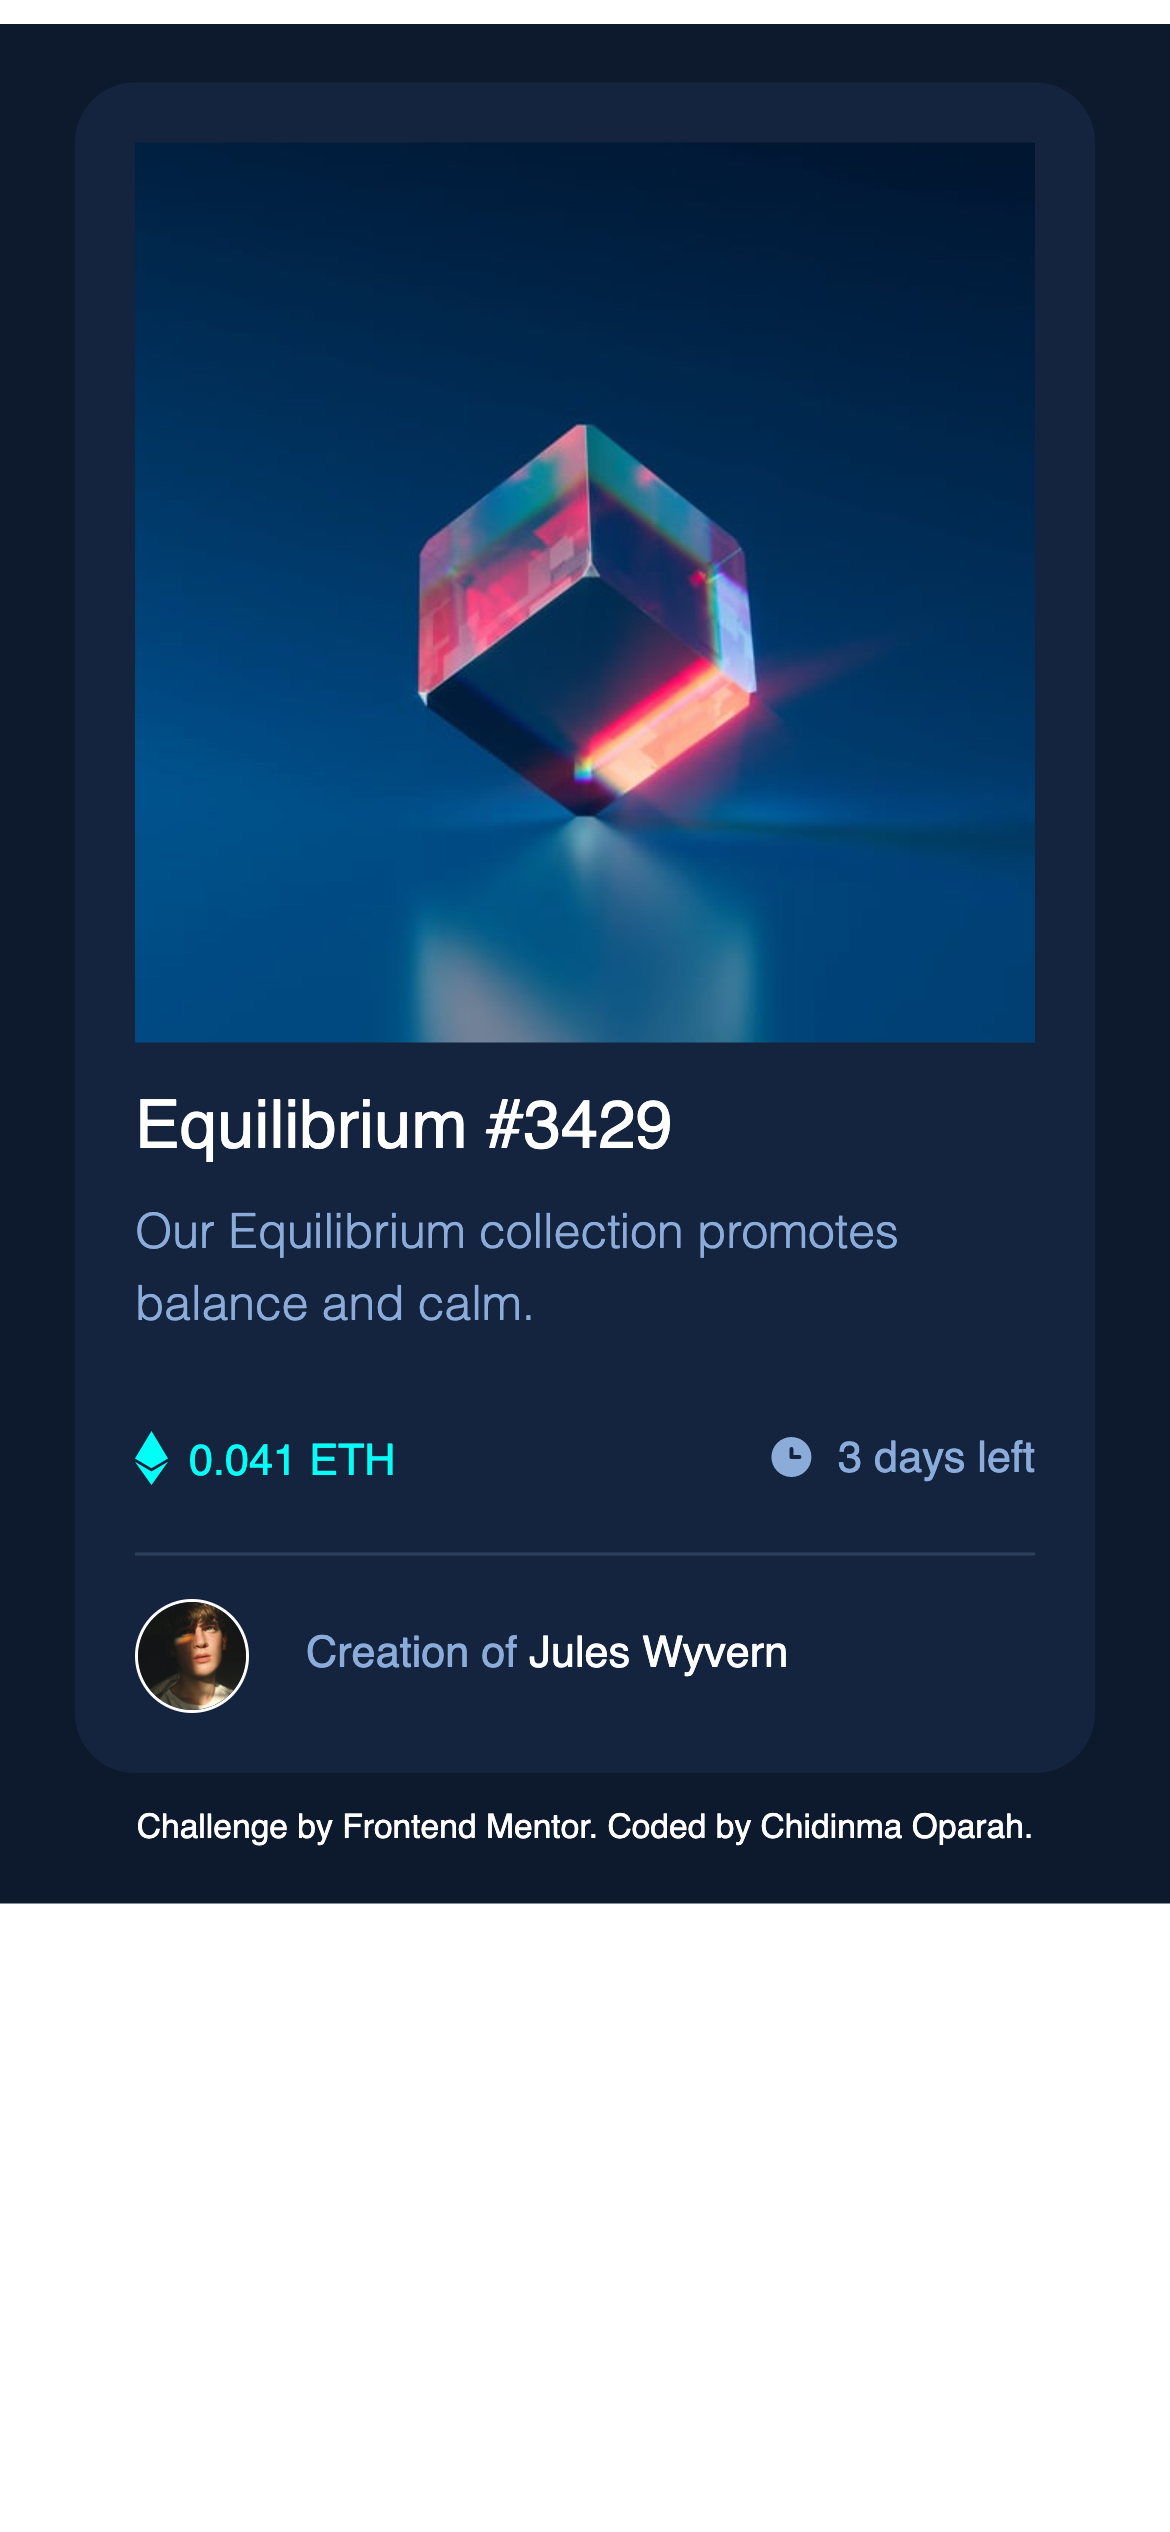 Equilibrium #3429
Our Equilibrium collection promotes
balance and calm.
0.041 ETH
3 days left
Creation of Jules Wyvern
Challenge by Frontend Mentor. Coded by Chidinma Oparah.